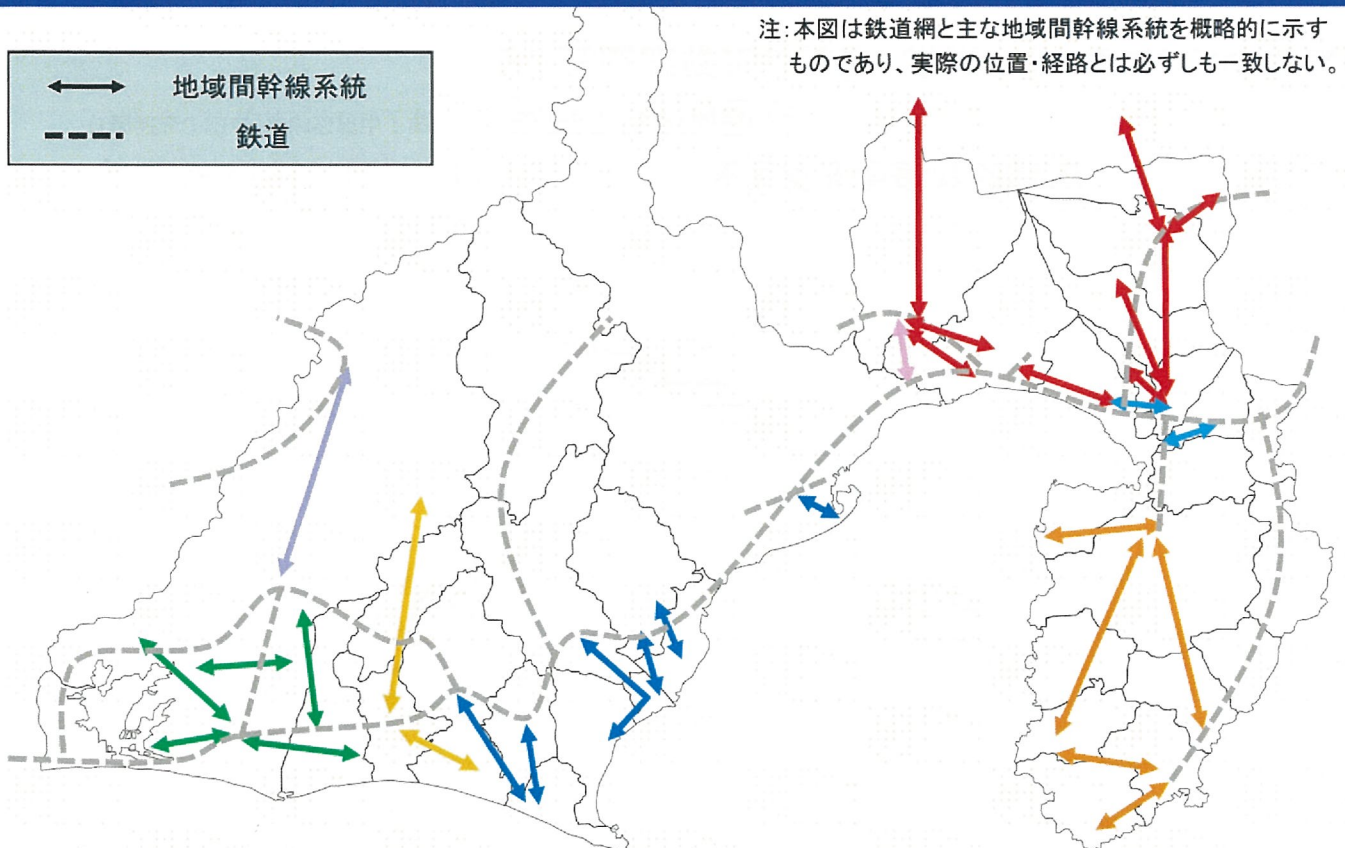 注:本図は鉄道網と主な地域間幹線系統を概略的に示す
ものであり、実際の位置・経路とは必ずしも一致しない。
地域間幹線系統
鉄道